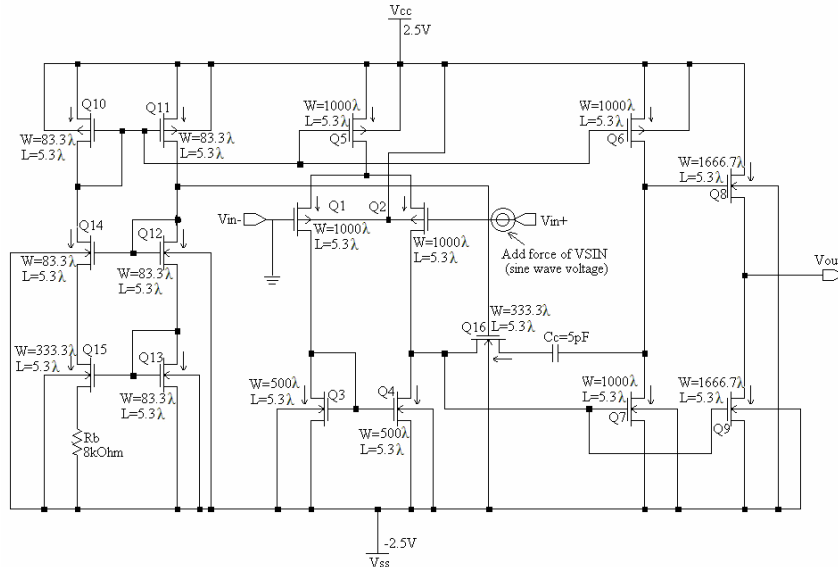 Vcc
2.5V
Q10
W=83.3λ
L=5.3λ
Q11
W=83.3λ
L=5.3λ
W=1000λ
L=5.3λ
Q5
W=1000λ
L=5.3λ
Q6
W=1666.7λ
L=5.3λ
Q8
Vin-
Q1
W=1000λ
L=5.3λ
Q2
W=1000λ
L=5.3λ
Vin+
Add force of VSIN
(sine wave voltage)
Q14
W=83.3λ
L=5.3λ
Q12
W=83.3λ
L=5.3λ
Vou
W=333.3λ
L=5.3λ
Q16
Cc=5pF
W=333.3λ
L=5.3λ
Q15
Q13
W=83.3λ
L=5.3λ
W=500λ
L=5.3λ
Q3
Q4
W=500λ
L=5.3λ
W=1000λ
L=5.3λ
Q7
W=1666.7λ
L=5.3λ
Q9
Rb
8kOhm
-2.5V
Vss